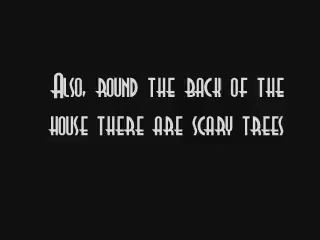 Also, round the back of the
house there are scary trees